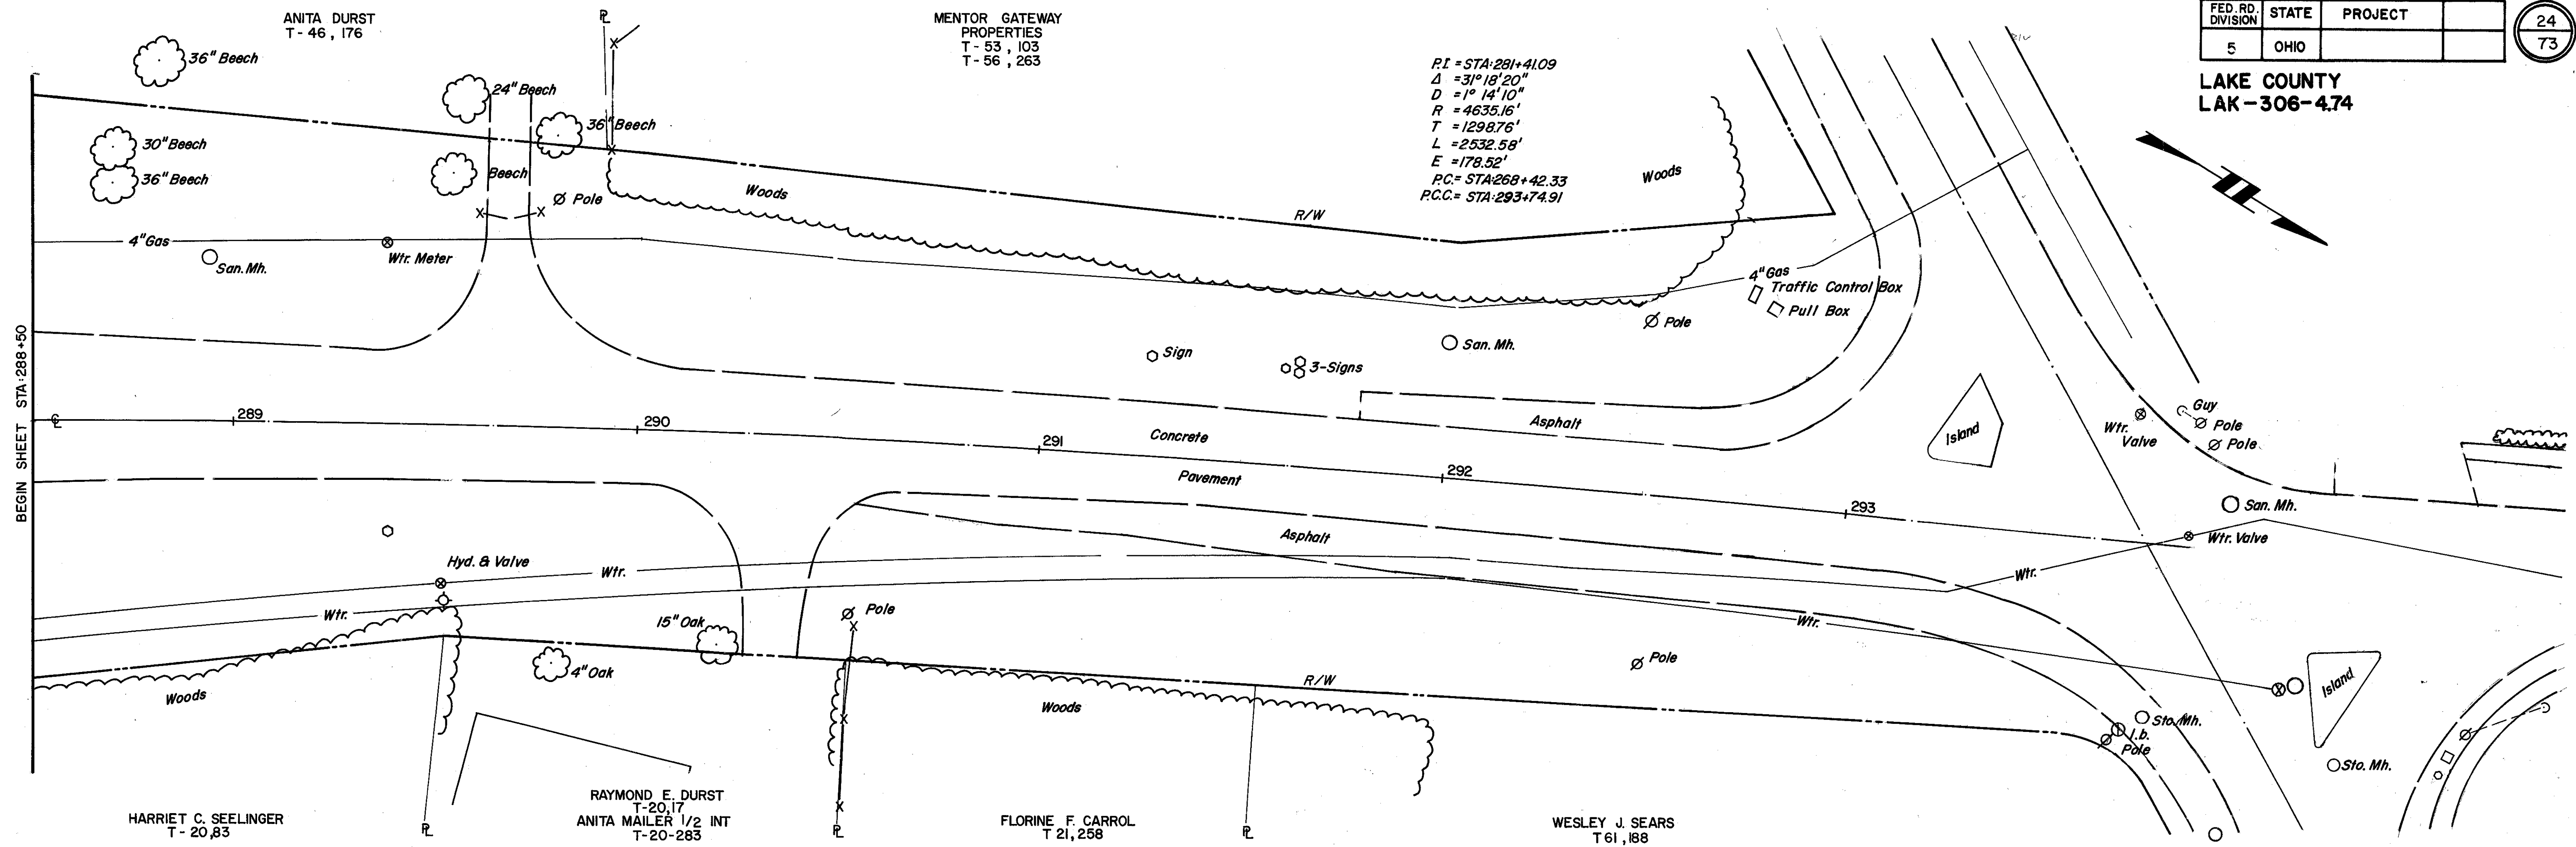 ANITA DURST
T-46, 176
MENTOR GATEWAY
PROPERTIES
T-53, 103
T-56, 263
FED. RD. DIVISION STATE PROJECT
5 OHIO
24
73
LAKE COUNTY
LAK-306-4.74
P.I = STA:281+41.09
Δ = 31° 18' 20"
D = 1° 14' 10"
R = 4635.16'
T = 1298.76'
L = 2532.58'
E = 178.52'
P.C.= STA:268+42.33
P.C.C.= STA:293+74.91
36" Beech
24" Beech
36" Beech
30" Beech
36" Beech
Beech
Pole
Woods
Woods
R/W
4" Gas
San. Mh.
Wtr. Meter
4" Gas
Traffic Control Box
Pull Box
Pole
Sign
3-Signs
San. Mh.
BEGIN SHEET STA:288+50
℄
289
290
291
292
293
Concrete
Pavement
Asphalt
Asphalt
Island
Wtr.
Valve
Guy
Pole
Pole
San. Mh.
Wtr. Valve
Hyd. & Valve
Wtr.
Wtr.
Wtr.
Wtr.
15" Oak
4" Oak
Pole
Pole
Woods
Woods
R/W
Island
Sto. Mh.
I.b.
Pole
Sto. Mh.
HARRIET C. SEELINGER
T-20,83
RAYMOND E. DURST
T-20,17
ANITA MAILER 1/2 INT
T-20-283
FLORINE F. CARROL
T 21,258
WESLEY J. SEARS
T 61,188
PL
PL
PL
PL